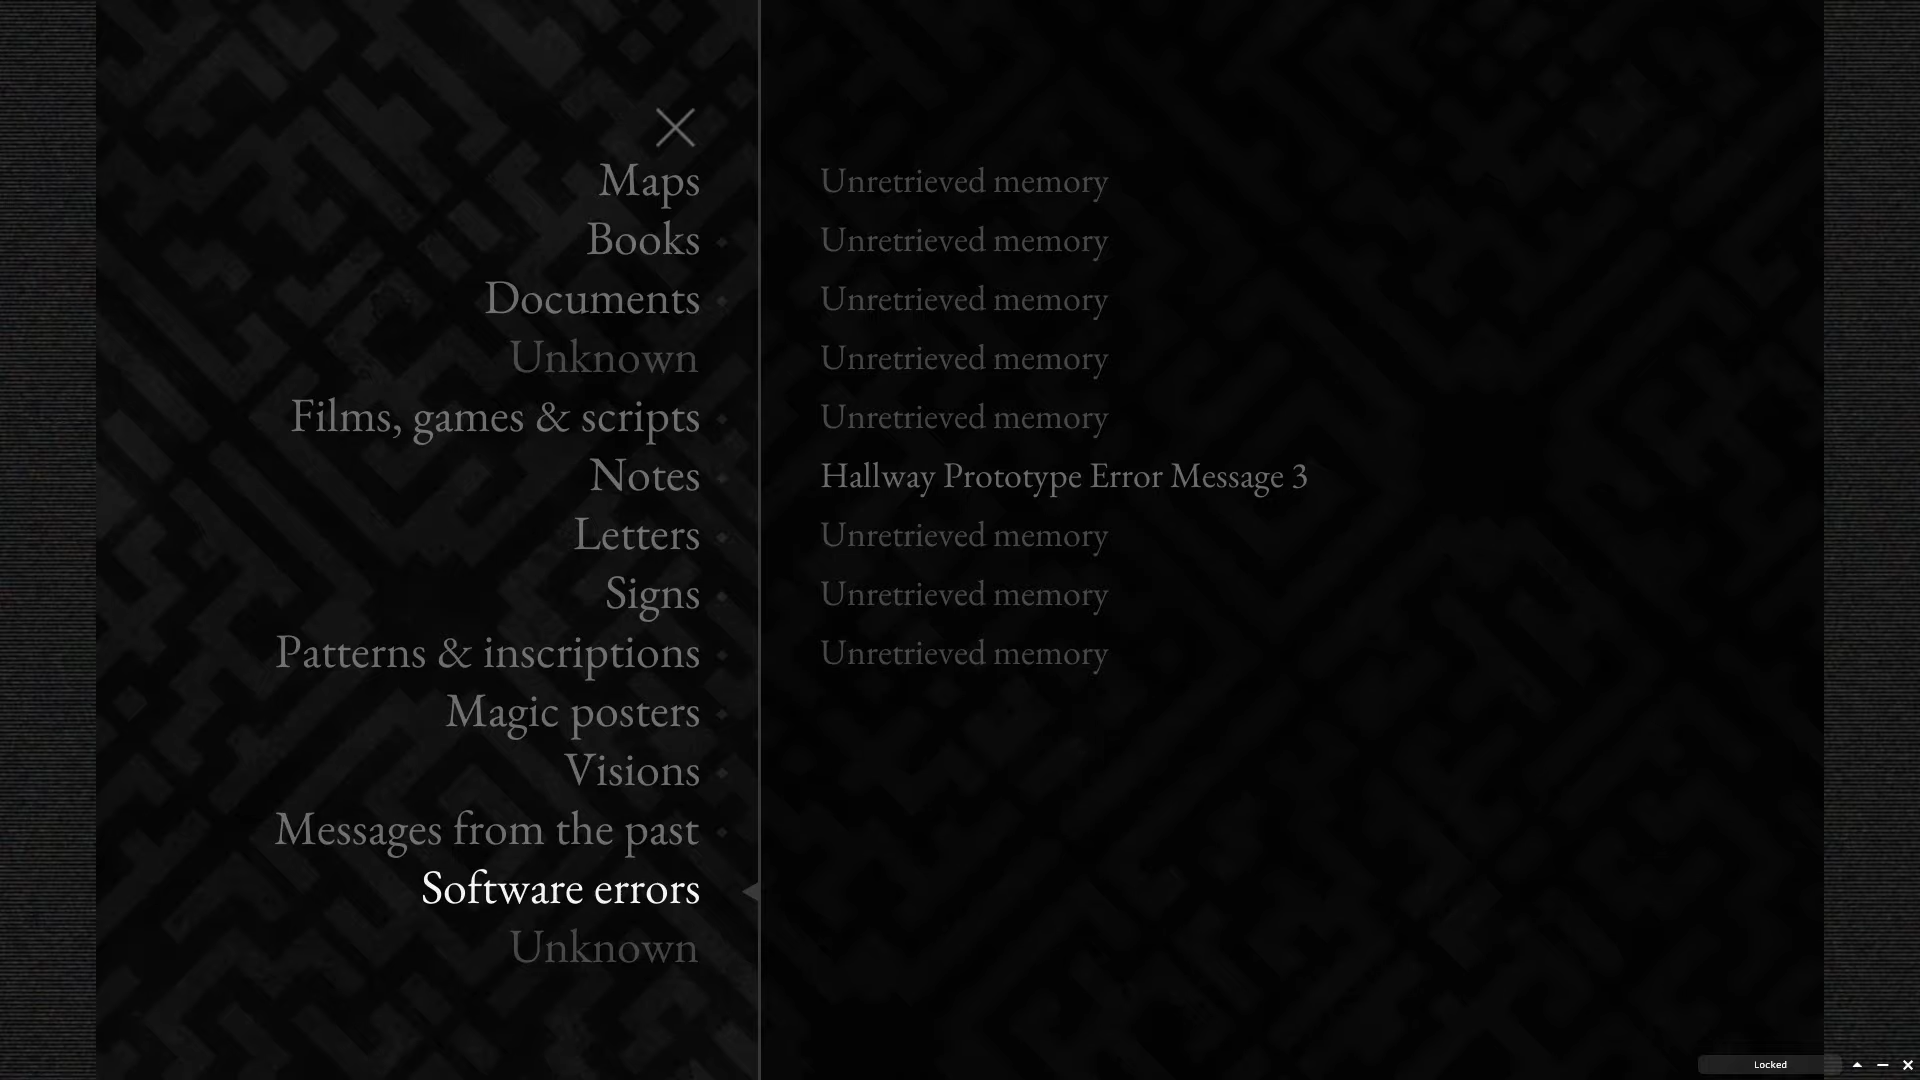 Maps
Books
Documents
Unknown
Films, games & scripts
Notes
Letters
Signs
Patterns & inscriptions
Magic posters
Visions
Messages from the past
Software errors
Unknown
Unretrieved memory
Unretrieved memory
Unretrieved memory
Unretrieved memory
Unretrieved memory
Hallway Prototype Error Message 3
Unretrieved memory
Unretrieved memory
Unretrieved memory
Locked